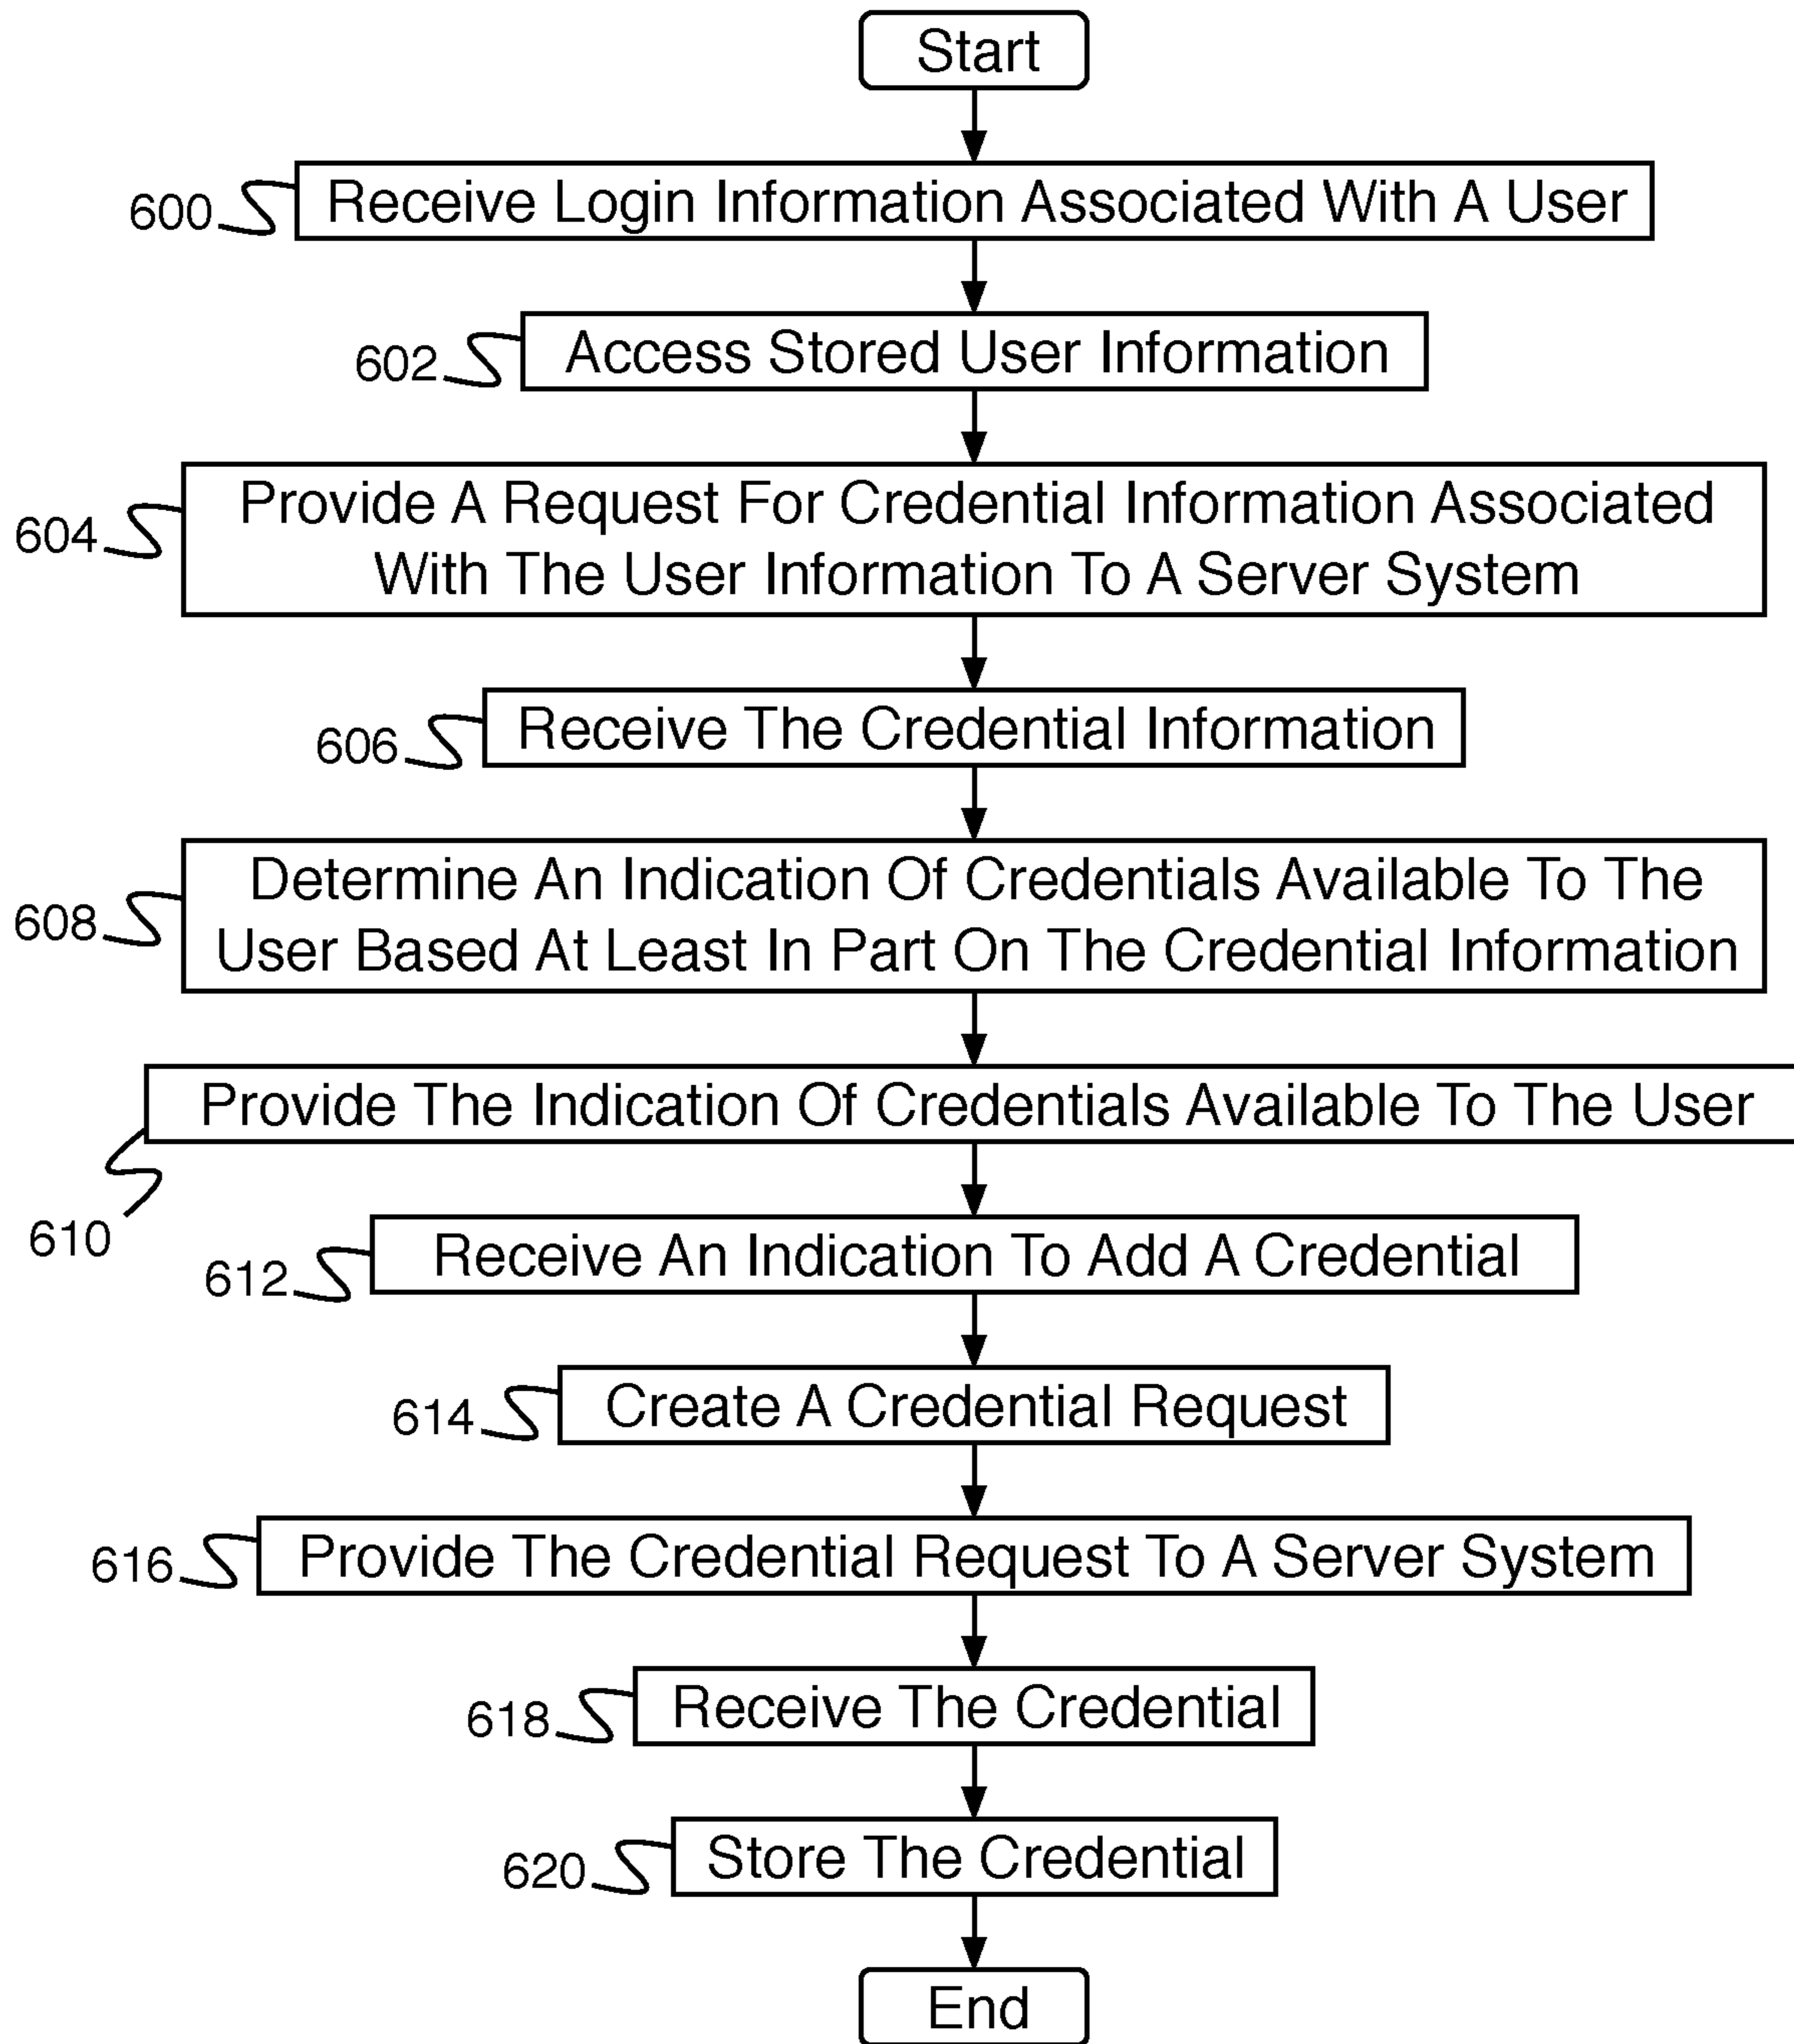 Start
600
Receive Login Information Associated With A User
602
Access Stored User Information
604
Provide A Request For Credential Information Associated
With The User Information To A Server System
606
Receive The Credential Information
608
Determine An Indication Of Credentials Available To The
User Based At Least In Part On The Credential Information
Provide The Indication Of Credentials Available To The User
610
612
Receive An Indication To Add A Credential
614
Create A Credential Request
616
Provide The Credential Request To A Server System
618
Receive The Credential
620
Store The Credential
End